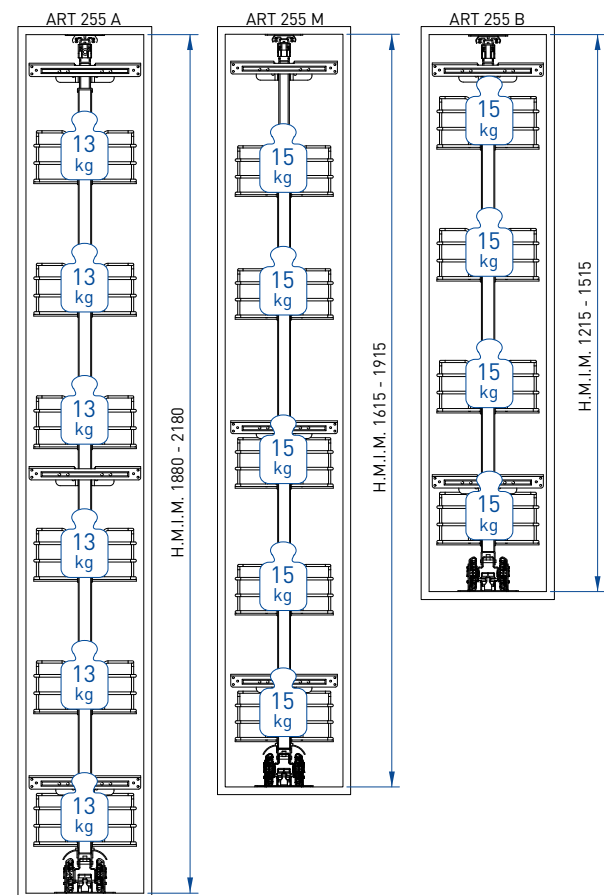 ART 255 A
13
kg
13
kg
13
kg
13
kg
13
kg
13
kg
H.M.I.M. 1880 - 2180
ART 255 M
15
kg
15
kg
15
kg
15
kg
15
kg
H.M.I.M. 1615 - 1915
ART 255 B
15
kg
15
kg
15
kg
15
kg
H.M.I.M. 1215 - 1515